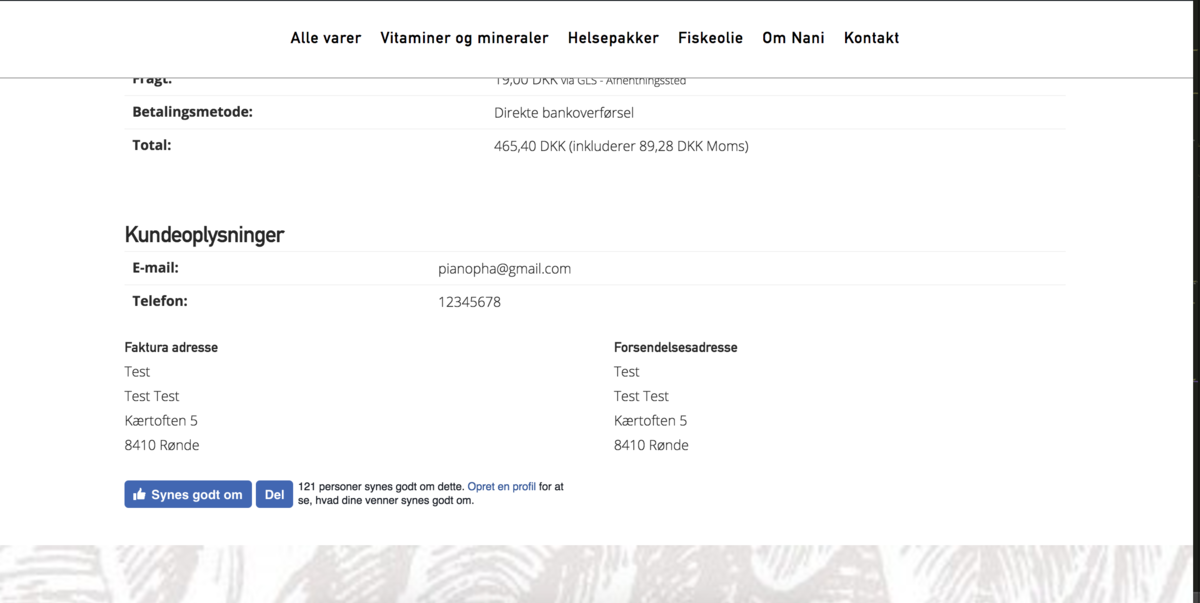 Alle varer Vitaminer og mineraler Helsepakker Fiskeolie Om Nani Kontakt
Fragt: 19,00 DKK via GLS - Afhentningssted
Betalingsmetode: Direkte bankoverførsel
Total: 465,40 DKK (inkluderer 89,28 DKK Moms)
Kundeoplysninger
E-mail: pianopha@gmail.com
Telefon: 12345678
Faktura adresse
Test
Test Test
Kærtoften 5
8410 Rønde
Forsendelsesadresse
Test
Test Test
Kærtoften 5
8410 Rønde
Synes godt om Del 121 personer synes godt om dette. Opret en profil for at
se, hvad dine venner synes godt om.